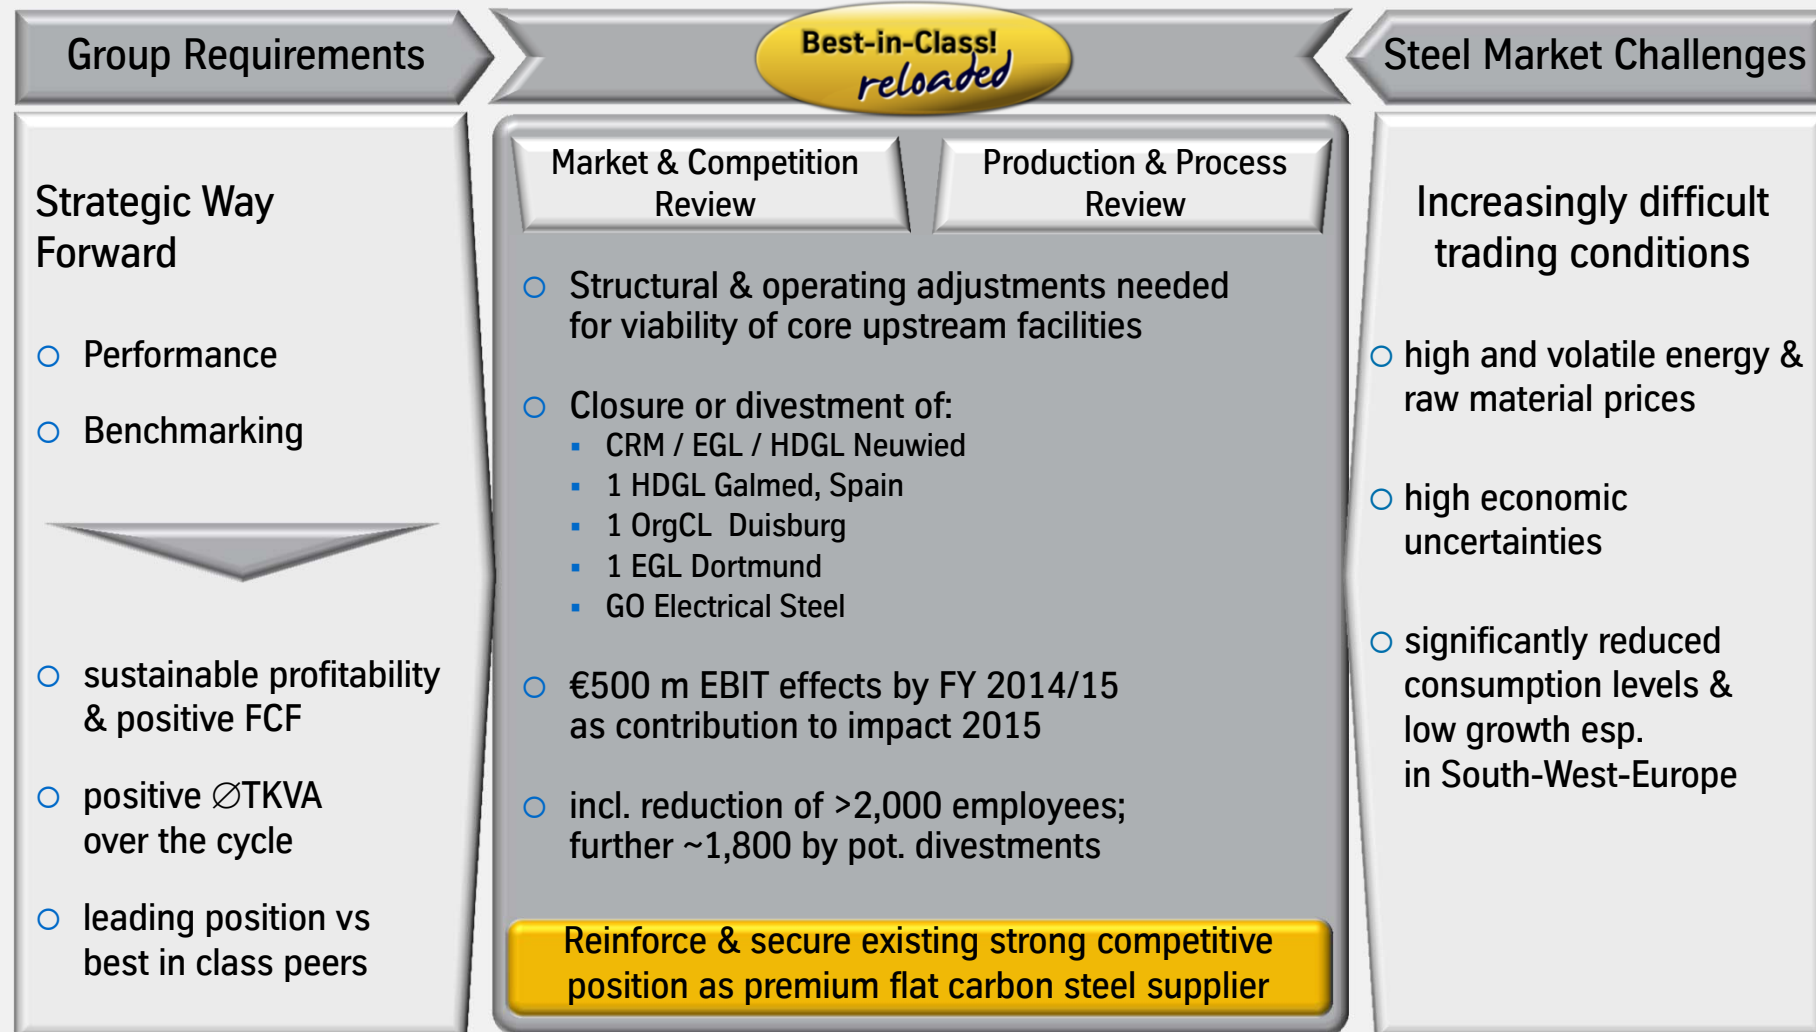 Group Requirements
Best-in-Class!
reloaded
Steel Market Challenges
Strategic Way
Forward
Performance
Benchmarking
sustainable profitability
& positive FCF
positive ∅TKVA
over the cycle
leading position vs
best in class peers
Market & Competition
Review
Production & Process
Review
Structural & operating adjustments needed
for viability of core upstream facilities
Closure or divestment of:
CRM / EGL / HDGL Neuwied
1 HDGL Galmed, Spain
1 OrgCL Duisburg
1 EGL Dortmund
GO Electrical Steel
€500 m EBIT effects by FY 2014/15
as contribution to impact 2015
incl. reduction of >2,000 employees;
further ~1,800 by pot. divestments
Reinforce & secure existing strong competitive
position as premium flat carbon steel supplier
Increasingly difficult
trading conditions
high and volatile energy &
raw material prices
high economic
uncertainties
significantly reduced
consumption levels &
low growth esp.
in South-West-Europe